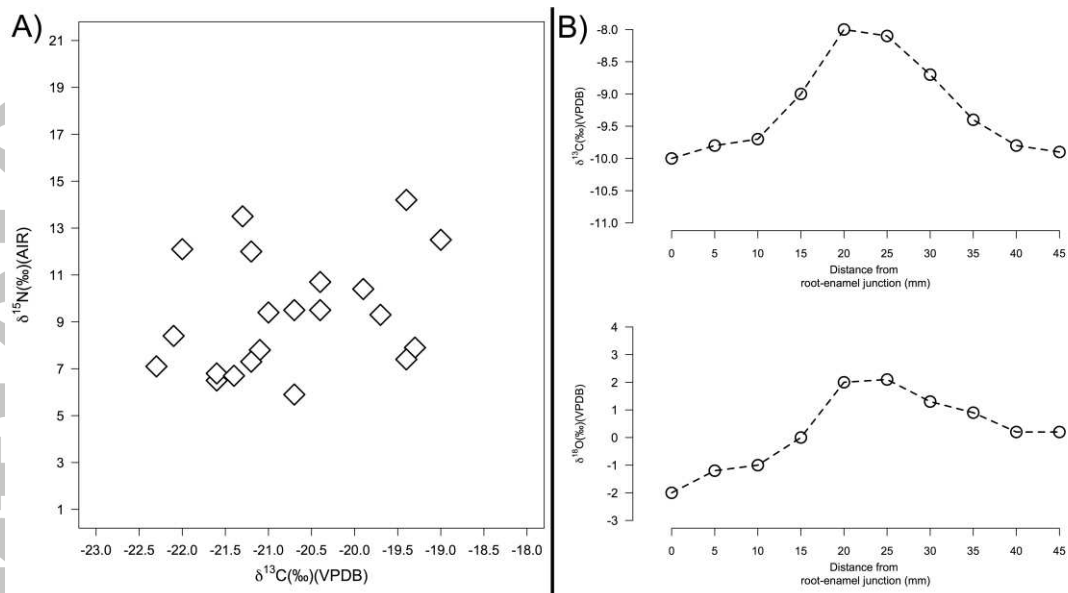 A)
21
19
17
15
13
11
9
7
5
3
1
δ15N(‰)(AIR)
-23.0 -22.5 -22.0 -21.5 -21.0 -20.5 -20.0 -19.5 -19.0 -18.5 -18.0
δ13C(‰)(VPDB)
B)
-8.0
-8.5
-9.0
-9.5
-10.0
-10.5
-11.0
δ13C(‰)(VPDB)
0 5 10 15 20 25 30 35 40 45
Distance from
root-enamel junction (mm)
4
3
2
1
0
-1
-2
-3
δ18O(‰)(VPDB)
0 5 10 15 20 25 30 35 40 45
Distance from
root-enamel junction (mm)